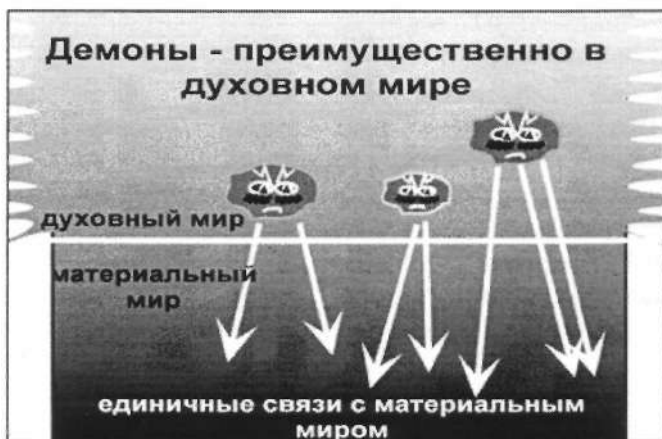 Демоны - преимущественно в
духовном мире
духовный мир
материальный
мир
единичные связи с материальным
миром